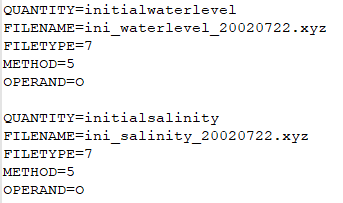 QUANTITY=initialwaterlevel
FILENAME=ini_waterlevel_20020722.xyz
FILETYPE=7
METHOD=5
OPERAND=O

QUANTITY=initialsalinity
FILENAME=ini_salinity_20020722.xyz
FILETYPE=7
METHOD=5
OPERAND=O